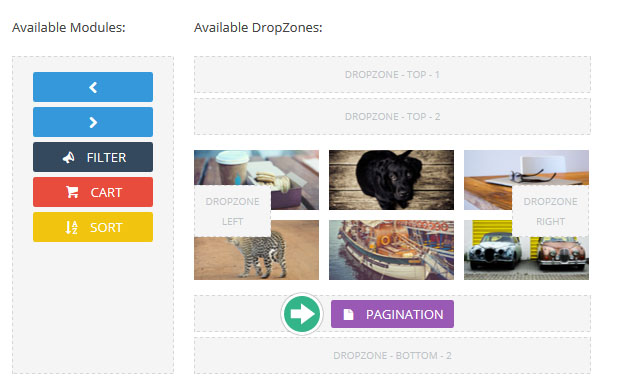 Available Modules:
Available DropZones:
FILTER
CART
SORT
DROPZONE - TOP - 1
DROPZONE - TOP - 2
DROPZONE
LEFT
DROPZONE
RIGHT
PAGINATION
DROPZONE - BOTTOM - 2